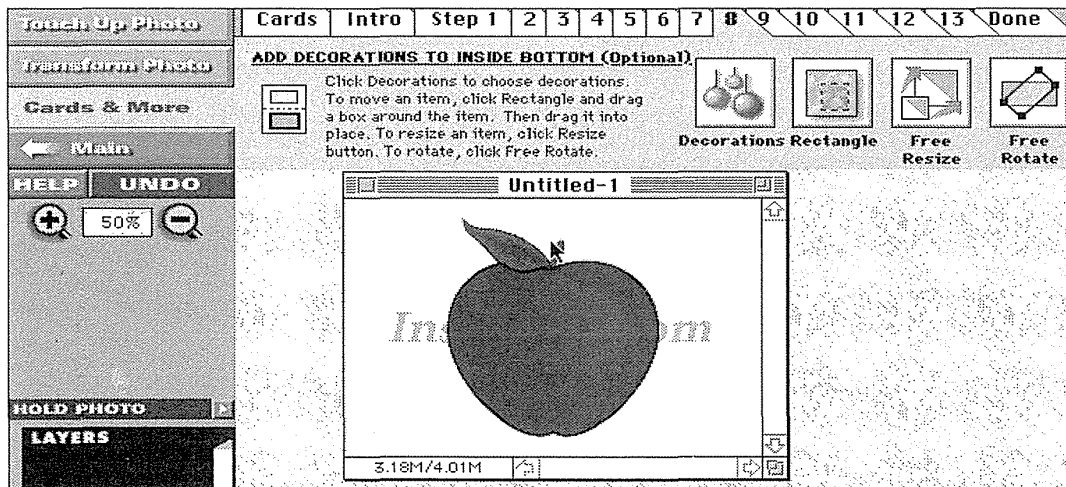 Touch Up Photo
Transform Photo
Cards & More
Main
HELP UNDO
50%
HOLD PHOTO
LAYERS
Cards Intro Step 1 2 3 4 5 6 7 8 9 10 11 12 13 Done
ADD DECORATIONS TO INSIDE BOTTOM (Optional)
Click Decorations to choose decorations.
To move an item, click Rectangle and drag
a box around the item. Then drag it into
place. To resize an item, click Resize
button. To rotate, click Free Rotate.
Decorations Rectangle Free Resize Free Rotate
Untitled-1
3.18M/4.01M